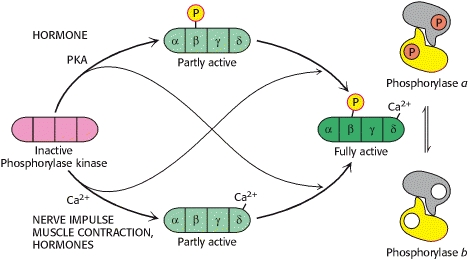 HORMONE
PKA
P
α β γ δ
Partly active
Inactive
Phosphorylase kinase
Ca2+
NERVE IMPULSE
MUSCLE CONTRACTION,
HORMONES
Ca2+
α β γ δ
Partly active
P
Ca2+
α β γ δ
Fully active
P
P
Phosphorylase a
Phosphorylase b